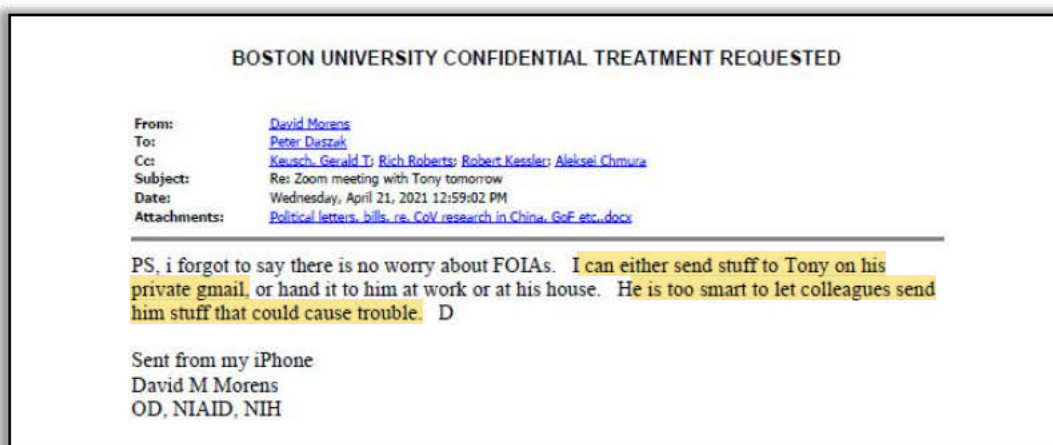 BOSTON UNIVERSITY CONFIDENTIAL TREATMENT REQUESTED
From: David Morens
To: Peter Daszak
Cc: Keusch, Gerald T; Rich Roberts; Robert Kessler; Aleksei Chmura
Subject: Re: Zoom meeting with Tony tomorrow
Date: Wednesday, April 21, 2021 12:59:02 PM
Attachments: Political letters, bills, re, CoV research in China, GoF etc..docx
PS, i forgot to say there is no worry about FOIAs. I can either send stuff to Tony on his
private gmail, or hand it to him at work or at his house. He is too smart to let colleagues send
him stuff that could cause trouble. D
Sent from my iPhone
David M Morens
OD, NIAID, NIH